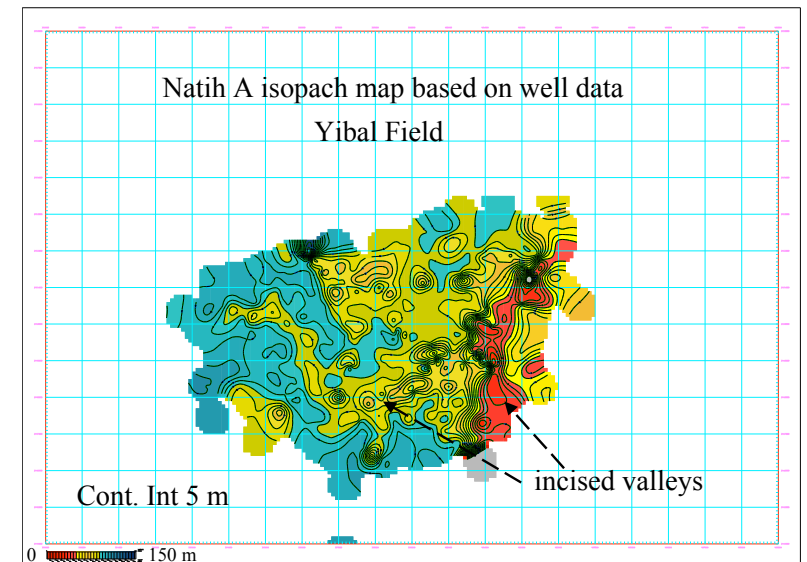 Natih A isopach map based on well data
Yibal Field
incised valleys
Cont. Int 5 m
0 150 m